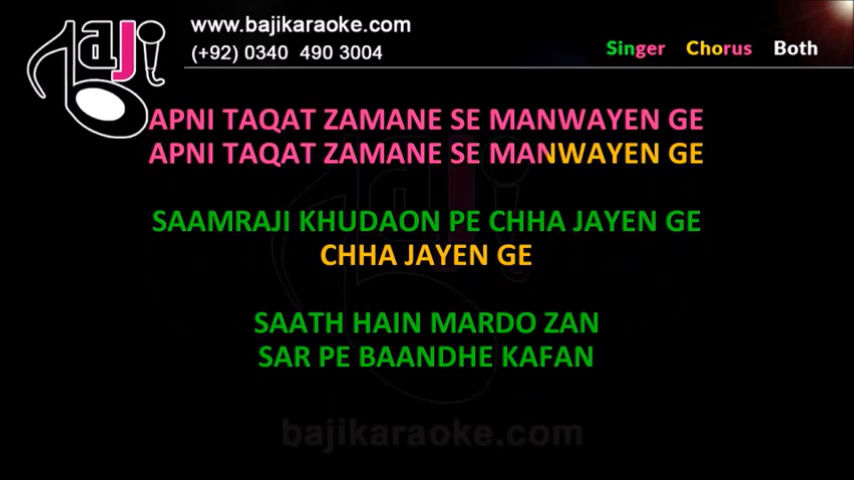 Baji
www.bajikaraoke.com
(+92) 0340 490 3004
Singer Chorus Both
APNI TAQAT ZAMANE SE MANWAYEN GE
APNI TAQAT ZAMANE SE MANWAYEN GE
SAAMRAJI KHUDAON PE CHHA JAYEN GE
CHHA JAYEN GE
SAATH HAIN MARDO ZAN
SAR PE BAANDHE KAFAN
bajikaraoke.com